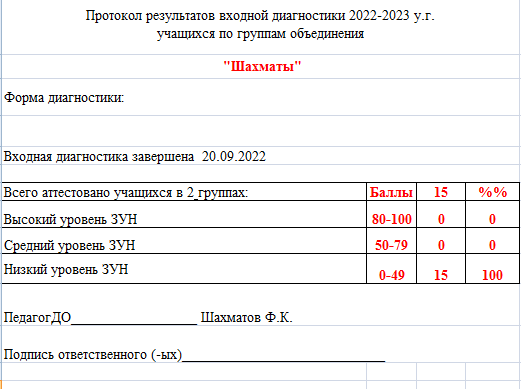 Протокол результатов входной диагностики 2022-2023 у.г.
учащихся по группам объединения
"Шахматы"
Форма диагностики:
Входная диагностика завершена 20.09.2022
Всего аттестовано учащихся в 2 группах: Баллы 15 %%
Высокий уровень ЗУН 80-100 0 0
Средний уровень ЗУН 50-79 0 0
Низкий уровень ЗУН 0-49 15 100
ПедагогДО__________________ Шахматов Ф.К.
Подпись ответственного (-ых)_____________________________